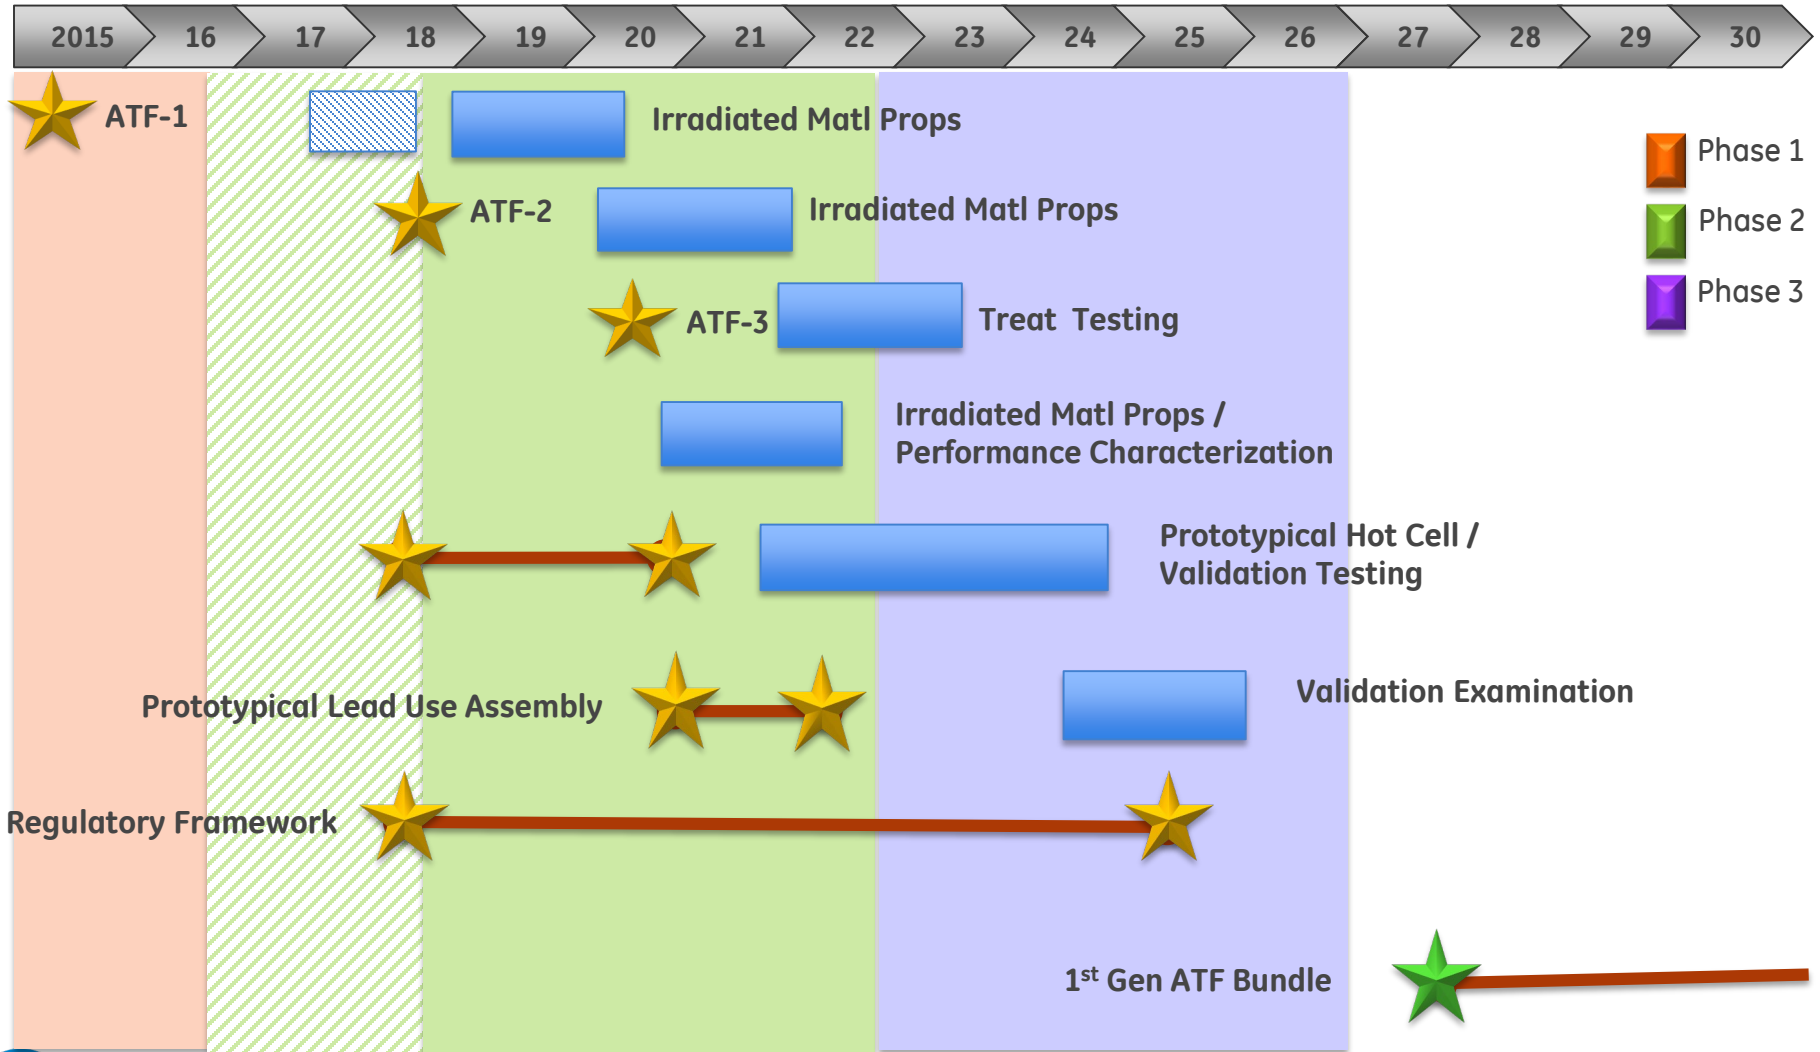 2015 16 17 18 19 20 21 22 23 24 25 26 27 28 29 30
ATF-1
Irradiated Matl Props
Phase 1
ATF-2
Irradiated Matl Props
Phase 2
ATF-3
Treat Testing
Phase 3
Irradiated Matl Props /
Performance Characterization
Prototypical Hot Cell /
Validation Testing
Prototypical Lead Use Assembly
Validation Examination
Regulatory Framework
1st Gen ATF Bundle